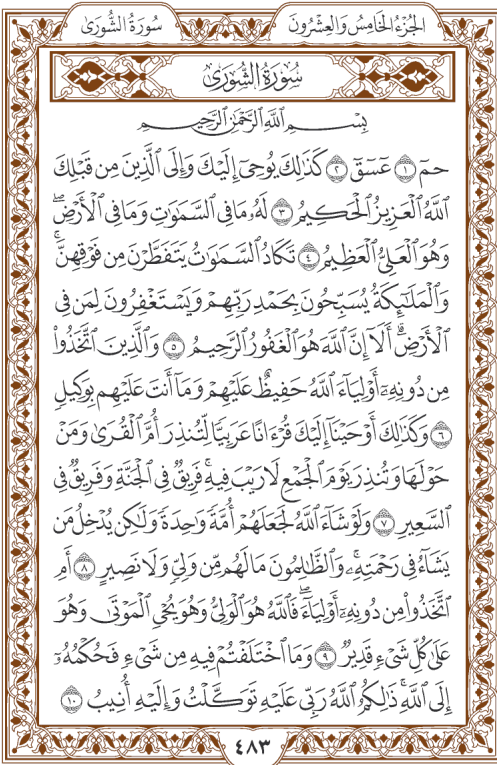 سُورَةُ الشُّورَىٰ
الجُزْءُ الخَامِسُ وَالعِشْرُونَ
سُورَةُ الشُّورَىٰ
بِسْمِ اللَّهِ الرَّحْمَٰنِ الرَّحِيمِ
حمٓ ١ عٓسٓقٓ ٢ كَذَٰلِكَ يُوحِىٓ إِلَيْكَ وَإِلَى ٱلَّذِينَ مِن قَبْلِكَ
ٱللَّهُ ٱلْعَزِيزُ ٱلْحَكِيمُ ٣ لَهُۥ مَا فِى ٱلسَّمَٰوَٰتِ وَمَا فِى ٱلْأَرْضِ ۖ
وَهُوَ ٱلْعَلِىُّ ٱلْعَظِيمُ ٤ تَكَادُ ٱلسَّمَٰوَٰتُ يَتَفَطَّرْنَ مِن فَوْقِهِنَّ ۚ
وَٱلْمَلَٰٓئِكَةُ يُسَبِّحُونَ بِحَمْدِ رَبِّهِمْ وَيَسْتَغْفِرُونَ لِمَن فِى
ٱلْأَرْضِ ۗ أَلَآ إِنَّ ٱللَّهَ هُوَ ٱلْغَفُورُ ٱلرَّحِيمُ ٥ وَٱلَّذِينَ ٱتَّخَذُوا۟
مِن دُونِهِۦٓ أَوْلِيَآءَ ٱللَّهُ حَفِيظٌ عَلَيْهِمْ وَمَآ أَنتَ عَلَيْهِم بِوَكِيلٍ
٦ وَكَذَٰلِكَ أَوْحَيْنَآ إِلَيْكَ قُرْءَانًا عَرَبِيًّا لِّتُنذِرَ أُمَّ ٱلْقُرَىٰ وَمَنْ
حَوْلَهَا وَتُنذِرَ يَوْمَ ٱلْجَمْعِ لَا رَيْبَ فِيهِ ۚ فَرِيقٌ فِى ٱلْجَنَّةِ وَفَرِيقٌ فِى
ٱلسَّعِيرِ ٧ وَلَوْ شَآءَ ٱللَّهُ لَجَعَلَهُمْ أُمَّةً وَٰحِدَةً وَلَٰكِن يُدْخِلُ مَن
يَشَآءُ فِى رَحْمَتِهِۦ ۚ وَٱلظَّٰلِمُونَ مَا لَهُم مِّن وَلِىٍّ وَلَا نَصِيرٍ ٨ أَمِ
ٱتَّخَذُوا۟ مِن دُونِهِۦٓ أَوْلِيَآءَ ۖ فَٱللَّهُ هُوَ ٱلْوَلِىُّ وَهُوَ يُحْىِ ٱلْمَوْتَىٰ وَهُوَ
عَلَىٰ كُلِّ شَىْءٍ قَدِيرٌ ٩ وَمَا ٱخْتَلَفْتُمْ فِيهِ مِن شَىْءٍ فَحُكْمُهُۥٓ
إِلَى ٱللَّهِ ۚ ذَٰلِكُمُ ٱللَّهُ رَبِّى عَلَيْهِ تَوَكَّلْتُ وَإِلَيْهِ أُنِيبُ ١٠
٤٨٣